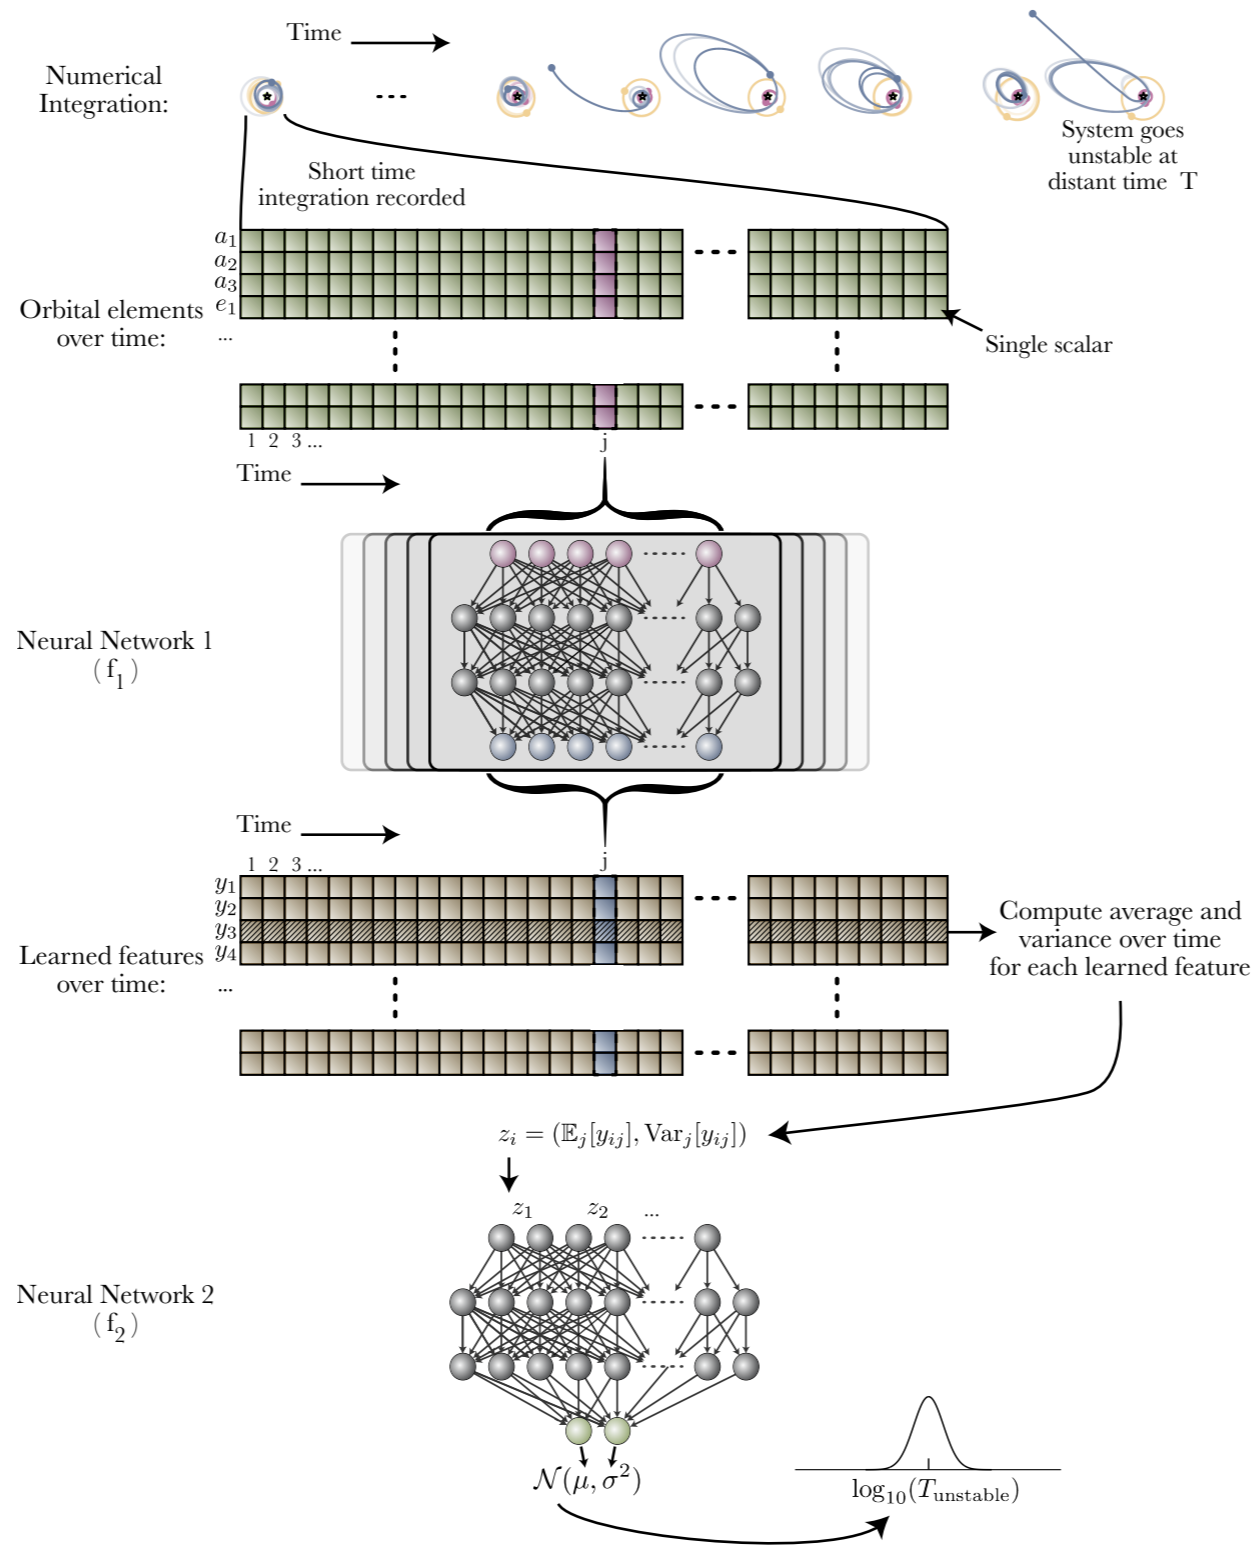 Time
Numerical
Integration:
System goes
unstable at
distant time T
Short time
integration recorded
a₁
a₂
a₃
e₁
Orbital elements
over time:
...
Single scalar
1 2 3 ... j
Time
Neural Network 1
( f₁ )
Time
1 2 3 ... j
y₁
y₂
y₃
y₄
Learned features
over time:
...
Compute average and
variance over time
for each learned feature
zᵢ = (𝔼ⱼ[yᵢⱼ], Varⱼ[yᵢⱼ])
z₁ z₂ ...
Neural Network 2
( f₂ )
𝒩(μ, σ²)
log₁₀(T_unstable)